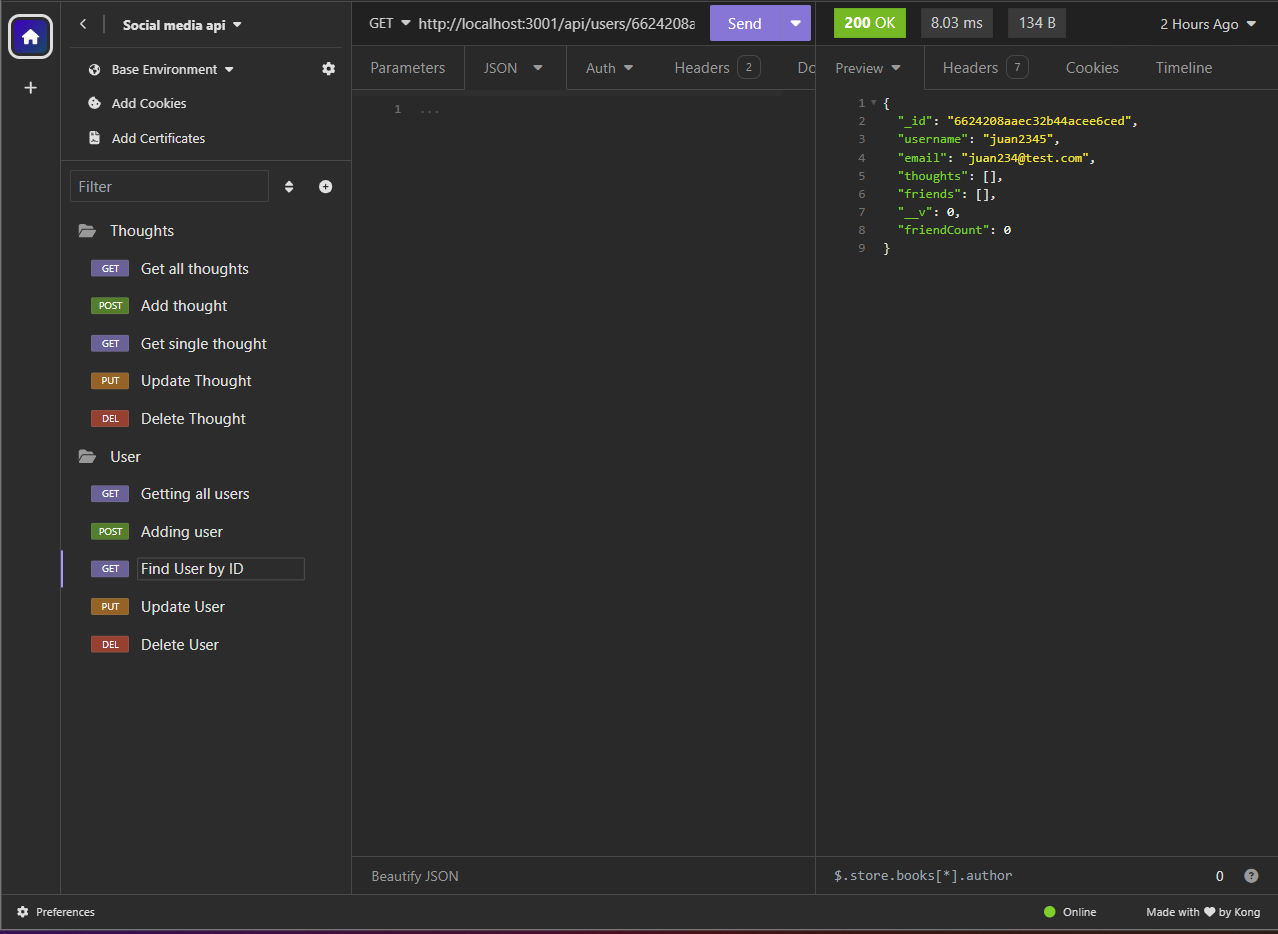 Social media api
Base Environment
Add Cookies
Add Certificates
Filter
Thoughts
GET Get all thoughts
POST Add thought
GET Get single thought
PUT Update Thought
DEL Delete Thought
User
GET Getting all users
POST Adding user
GET Find User by ID
PUT Update User
DEL Delete User
GET http://localhost:3001/api/users/6624208a Send
Parameters JSON Auth Headers 2 Do
1 ...
Beautify JSON
200 OK 8.03 ms 134 B 2 Hours Ago
Preview Headers 7 Cookies Timeline
1 {
2 "_id": "6624208aaec32b44acee6ced",
3 "username": "juan2345",
4 "email": "juan234@test.com",
5 "thoughts": [],
6 "friends": [],
7 "__v": 0,
8 "friendCount": 0
9 }
$.store.books[*].author 0 ?
Preferences Online Made with ♥ by Kong